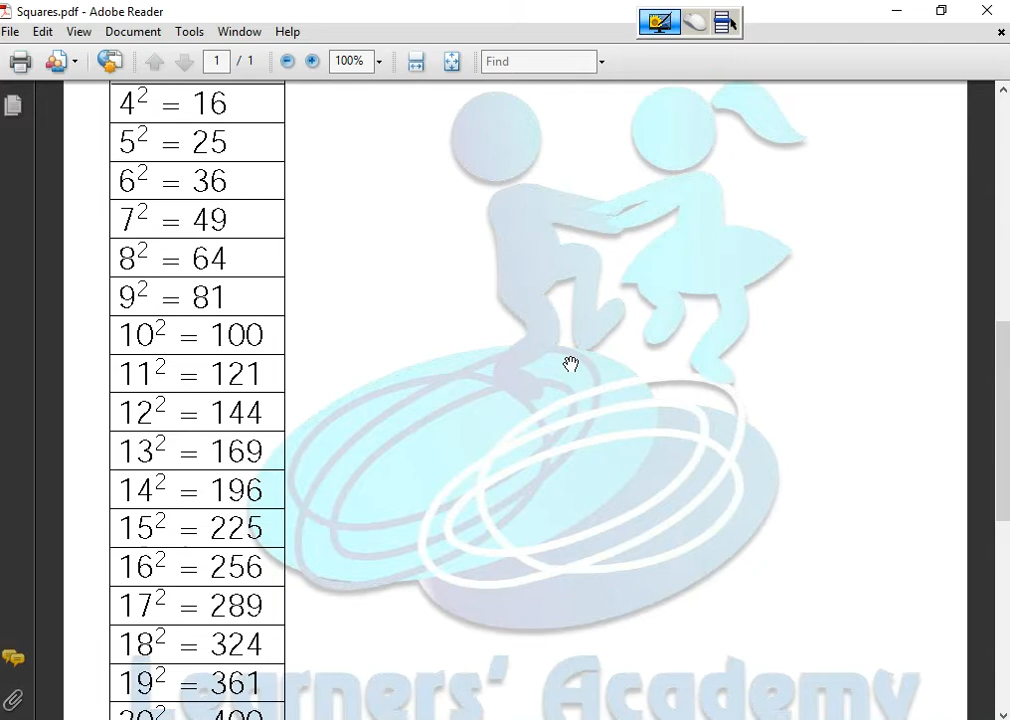 Squares.pdf - Adobe Reader
File Edit View Document Tools Window Help
1 / 1 100% Find
4² = 16
5² = 25
6² = 36
7² = 49
8² = 64
9² = 81
10² = 100
11² = 121
12² = 144
13² = 169
14² = 196
15² = 225
16² = 256
17² = 289
18² = 324
19² = 361
20² = 400
Learners' Academy